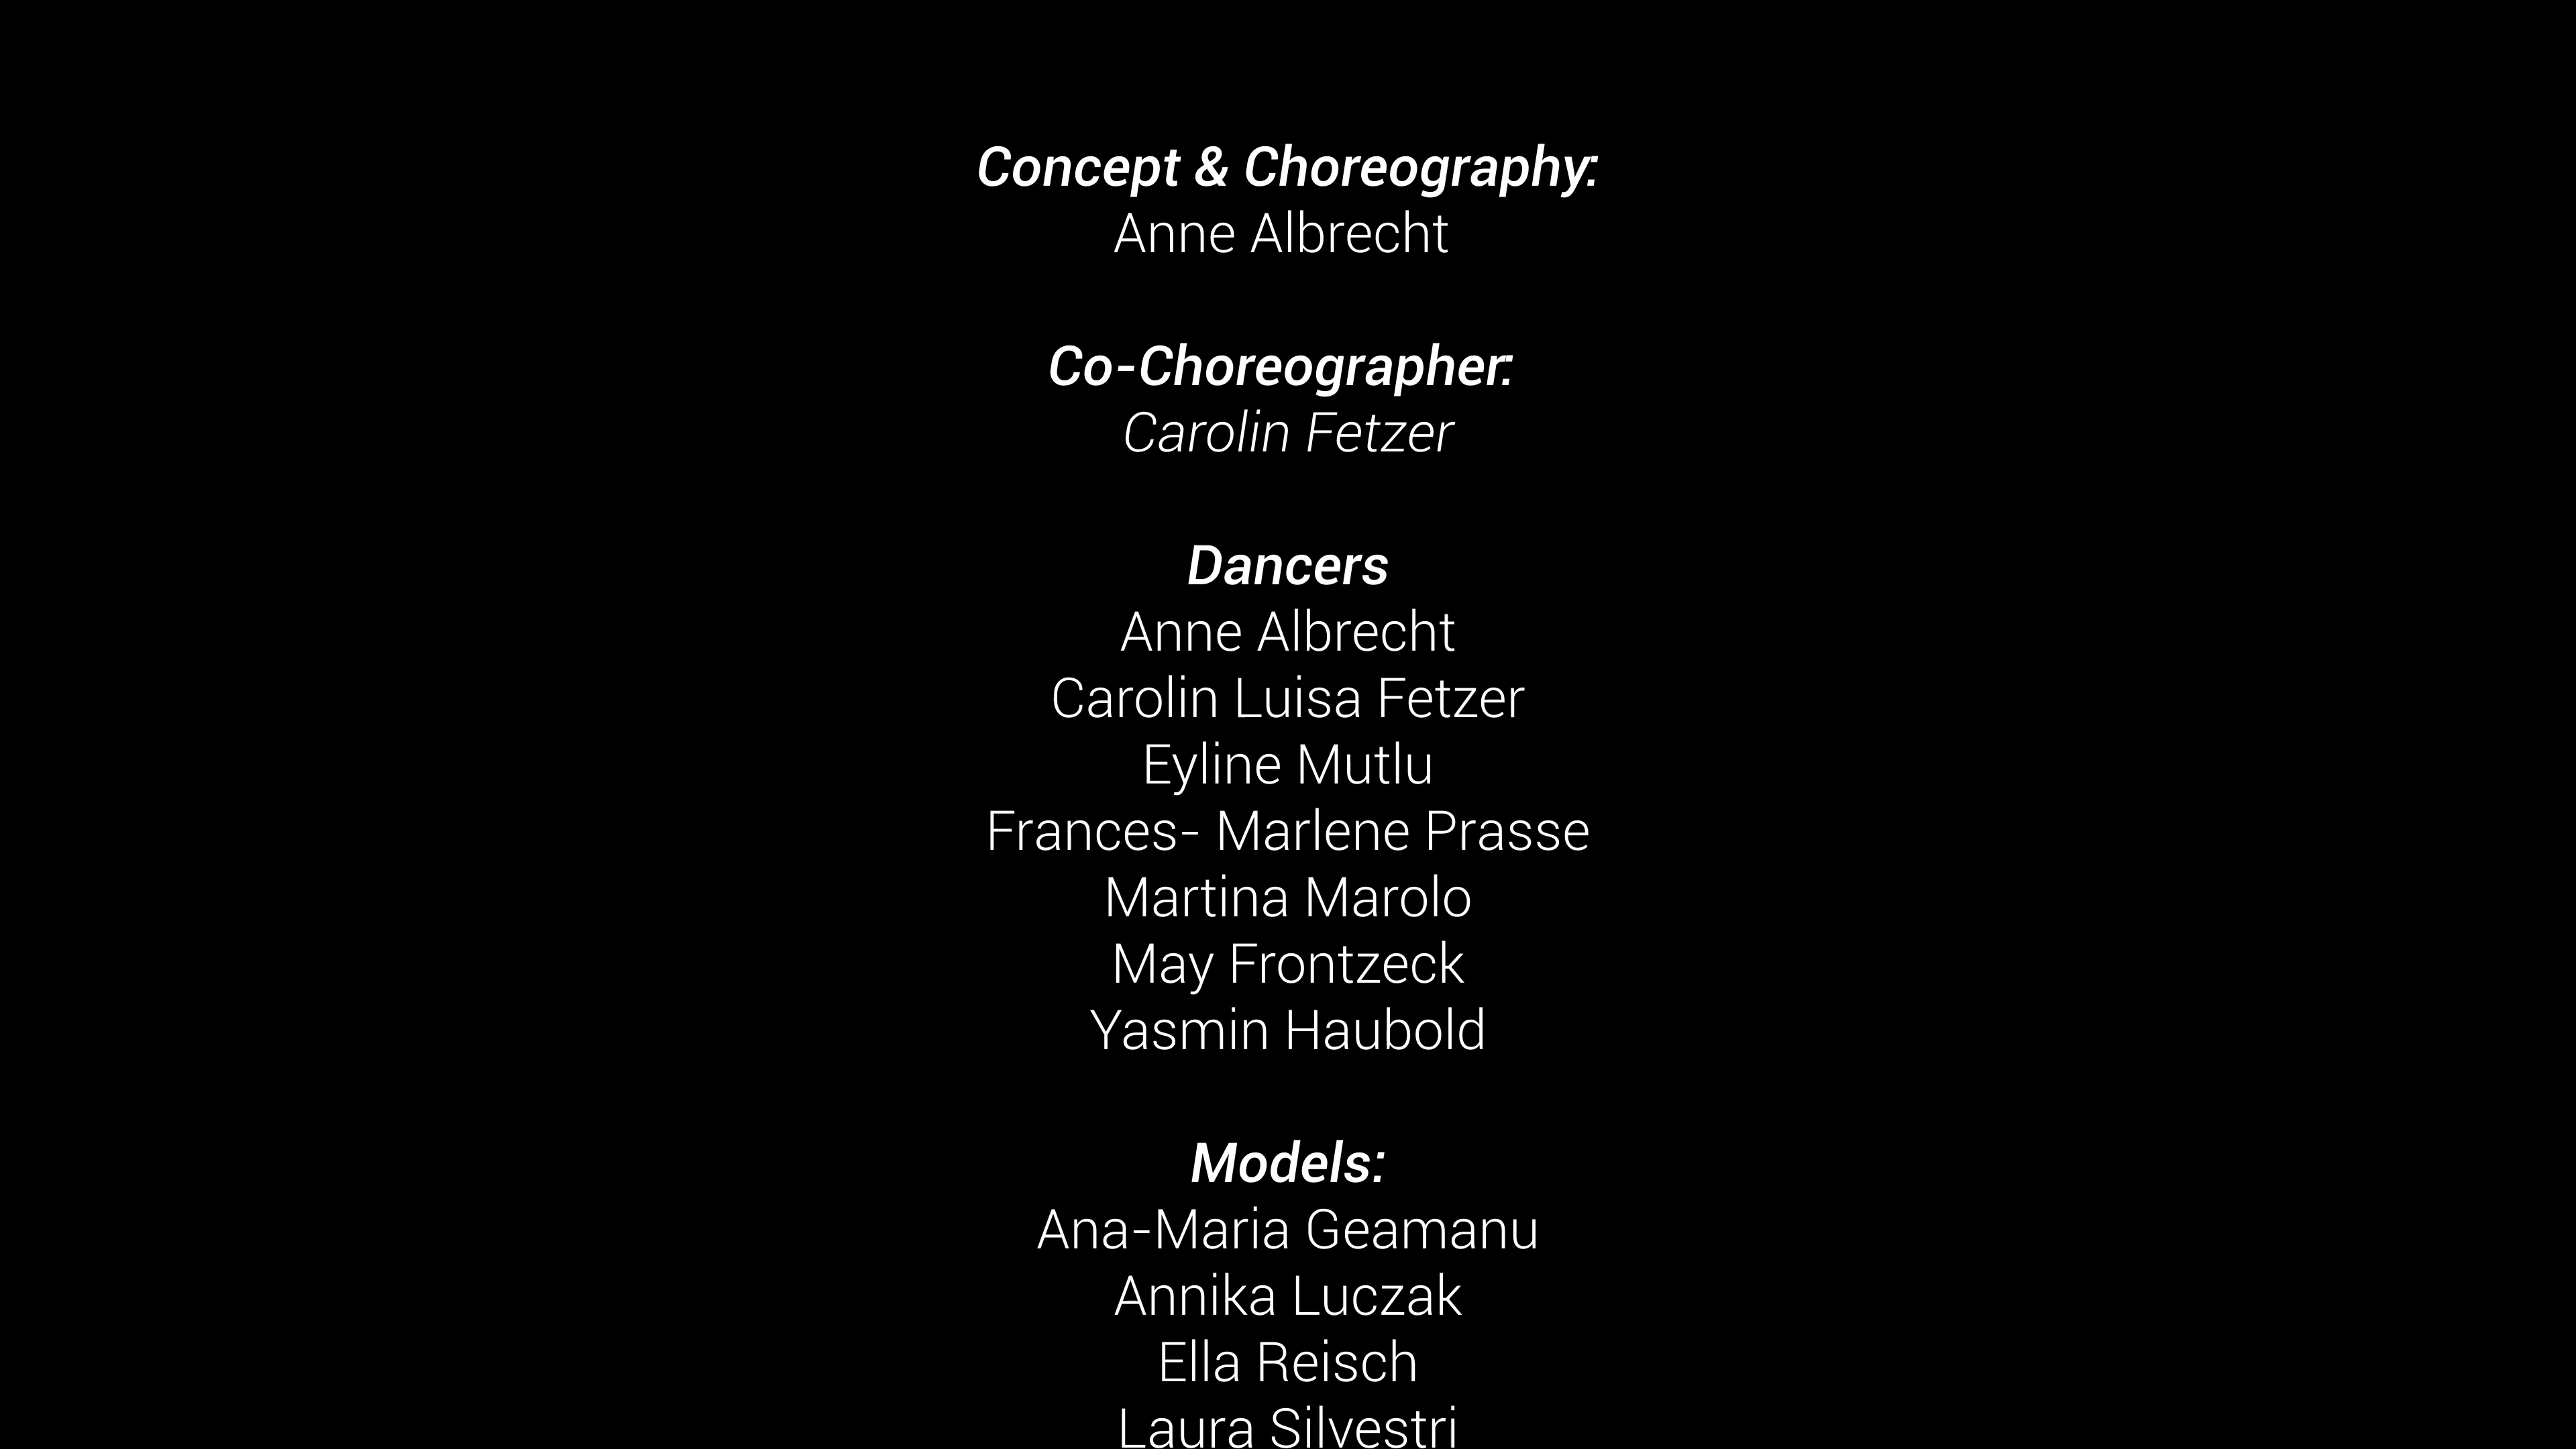 Concept & Choreography:
Anne Albrecht
Co-Choreographer:
Carolin Fetzer
Dancers
Anne Albrecht
Carolin Luisa Fetzer
Eyline Mutlu
Frances- Marlene Prasse
Martina Marolo
May Frontzeck
Yasmin Haubold
Models:
Ana-Maria Geamanu
Annika Luczak
Ella Reisch
Laura Silvestri